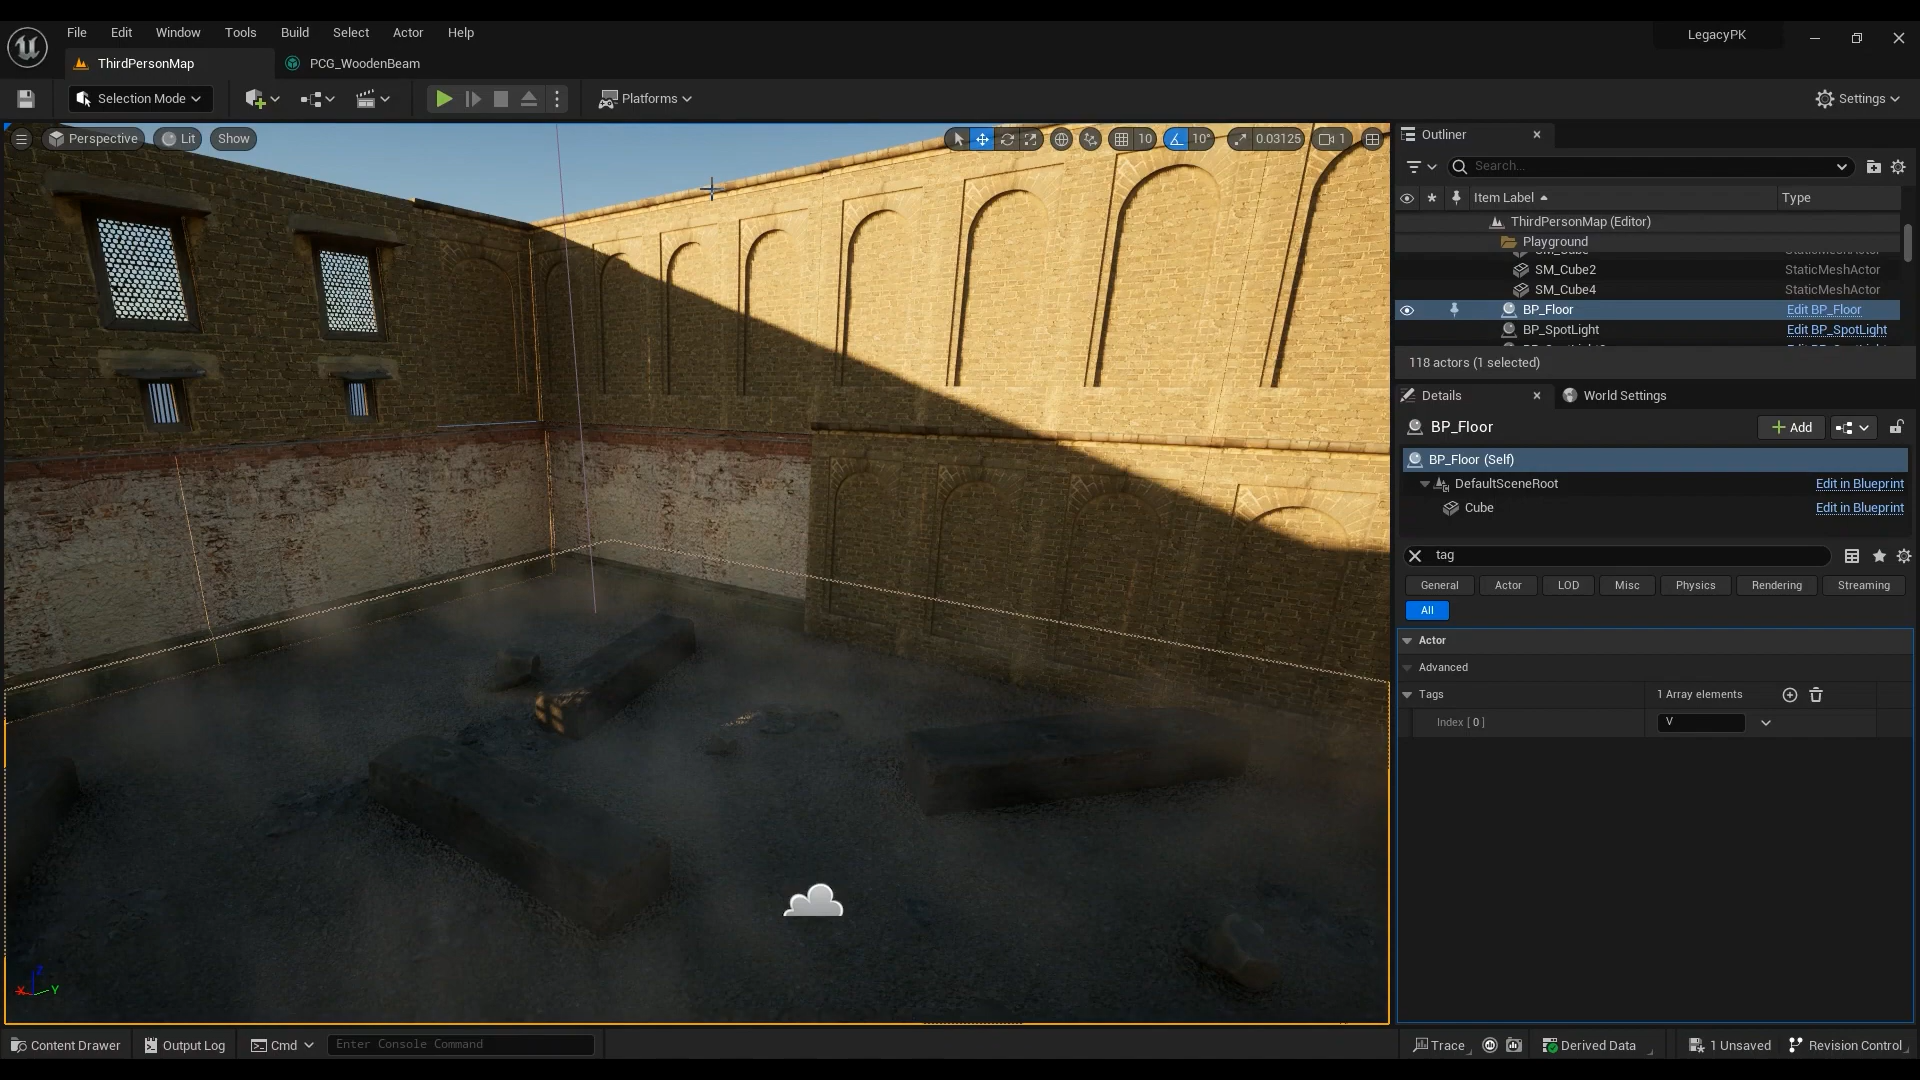 File Edit Window Tools Build Select Actor Help
LegacyPK
ThirdPersonMap
PCG_WoodenBeam
Selection Mode
Platforms
Settings
Perspective
Lit
Show
10
10°
0.03125
1
Outliner
Search...
Item Label
Type
ThirdPersonMap (Editor)
Playground
SM_Cube2 StaticMeshActor
SM_Cube4 StaticMeshActor
BP_Floor Edit BP_Floor
BP_SpotLight Edit BP_SpotLight
118 actors (1 selected)
Details
World Settings
BP_Floor
Add
BP_Floor (Self)
DefaultSceneRoot Edit in Blueprint
Cube Edit in Blueprint
tag
General Actor LOD Misc Physics Rendering Streaming
All
Actor
Advanced
Tags 1 Array elements
Index [ 0 ] V
X Y Z
Content Drawer
Output Log
Cmd
Enter Console Command
Trace
Derived Data
1 Unsaved
Revision Control